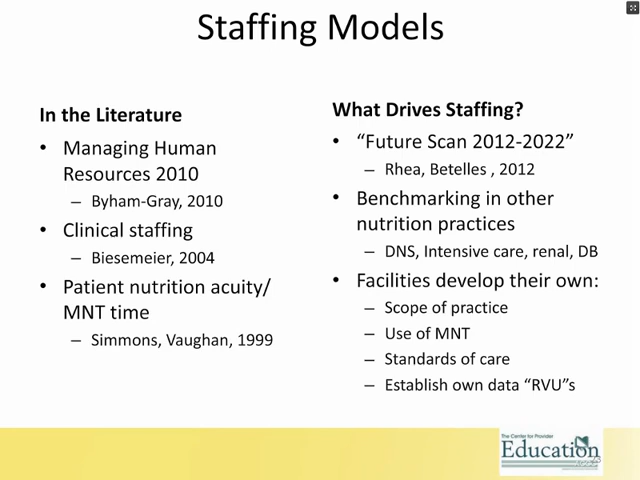 Staffing Models
In the Literature
• Managing Human
Resources 2010
– Byham-Gray, 2010
• Clinical staffing
– Biesemeier, 2004
• Patient nutrition acuity/
MNT time
– Simmons, Vaughan, 1999
What Drives Staffing?
• “Future Scan 2012-2022”
– Rhea, Betelles , 2012
• Benchmarking in other
nutrition practices
– DNS, Intensive care, renal, DB
• Facilities develop their own:
– Scope of practice
– Use of MNT
– Standards of care
– Establish own data “RVU”s
The Center for Provider
Education